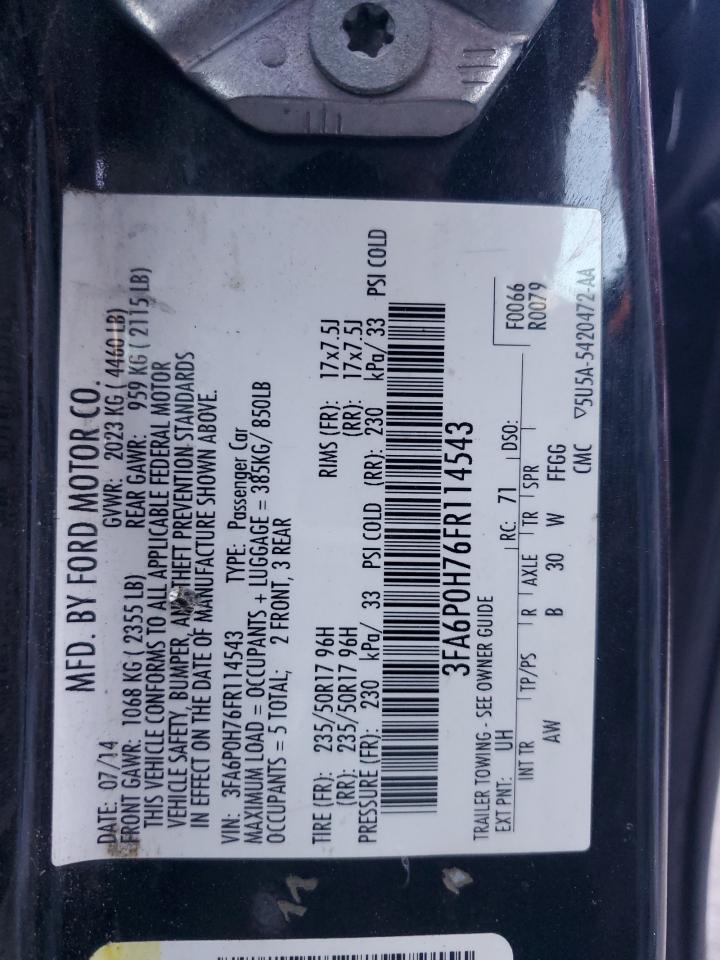 MFD. BY FORD MOTOR CO.
DATE: 07/14 GVWR: 2023 KG ( 4460 LB)
FRONT GAWR: 1068 KG ( 2355 LB) REAR GAWR: 959 KG ( 2115 LB)
THIS VEHICLE CONFORMS TO ALL APPLICABLE FEDERAL MOTOR
VEHICLE SAFETY, BUMPER, AND THEFT PREVENTION STANDARDS
IN EFFECT ON THE DATE OF MANUFACTURE SHOWN ABOVE.
VIN: 3FA6P0H76FR114543 TYPE: Passenger Car
MAXIMUM LOAD = OCCUPANTS + LUGGAGE = 385KG/ 850LB
OCCUPANTS = 5 TOTAL; 2 FRONT, 3 REAR
TIRE (FR): 235/50R17 96H RIMS (FR): 17x7.5J
(RR): 235/50R17 96H (RR): 17x7.5J
PRESSURE (FR): 230 kPa/ 33 PSI COLD (RR): 230 kPa/ 33 PSI COLD
3FA6P0H76FR114543
TRAILER TOWING - SEE OWNER GUIDE
EXT PNT: UH RC: 71 DSO: F0066
R0079
INT TR TP/PS R AXLE TR SPR
AW B 30 W FFGG
CMC ▽5U5A-5420472-AA